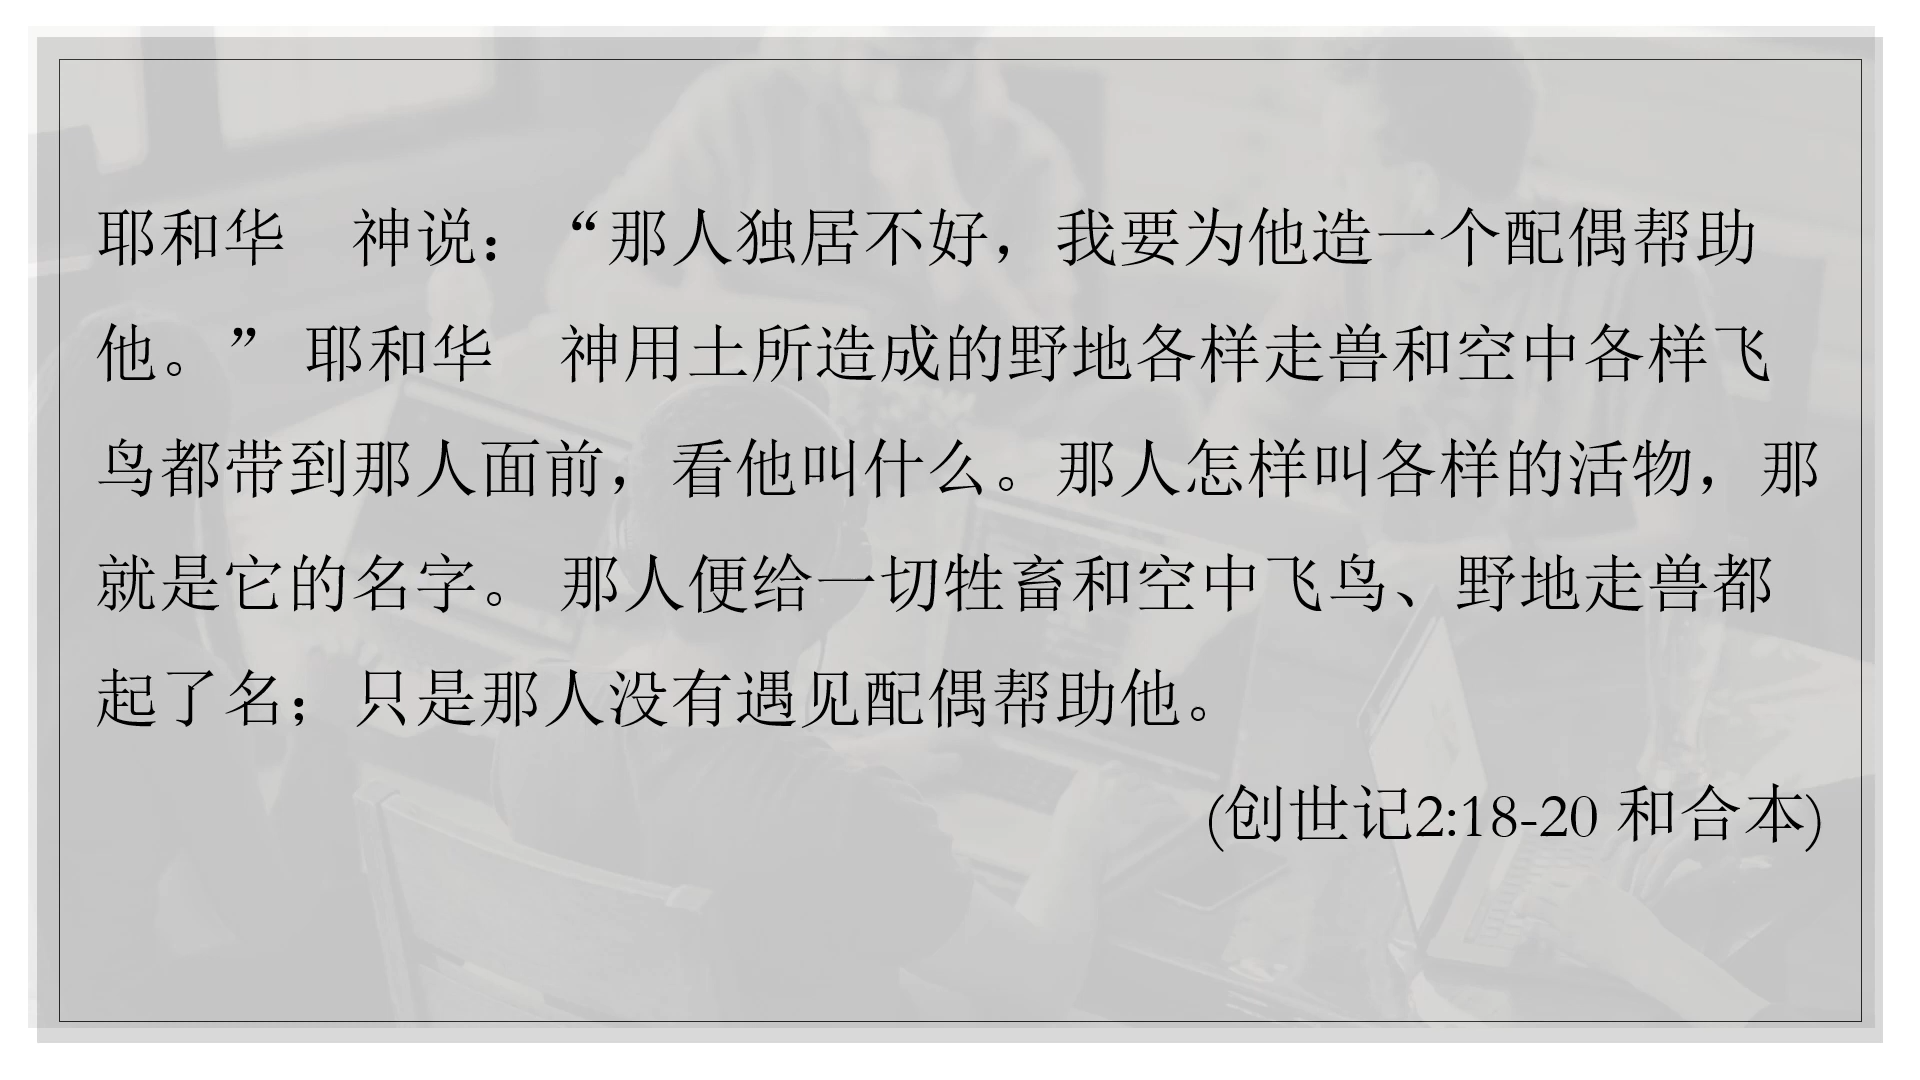 耶和华　神说：“那人独居不好，我要为他造一个配偶帮助
他。” 耶和华　神用土所造成的野地各样走兽和空中各样飞
鸟都带到那人面前，看他叫什么。那人怎样叫各样的活物，那
就是它的名字。 那人便给一切牲畜和空中飞鸟、野地走兽都
起了名；只是那人没有遇见配偶帮助他。
(创世记2:18-20 和合本)